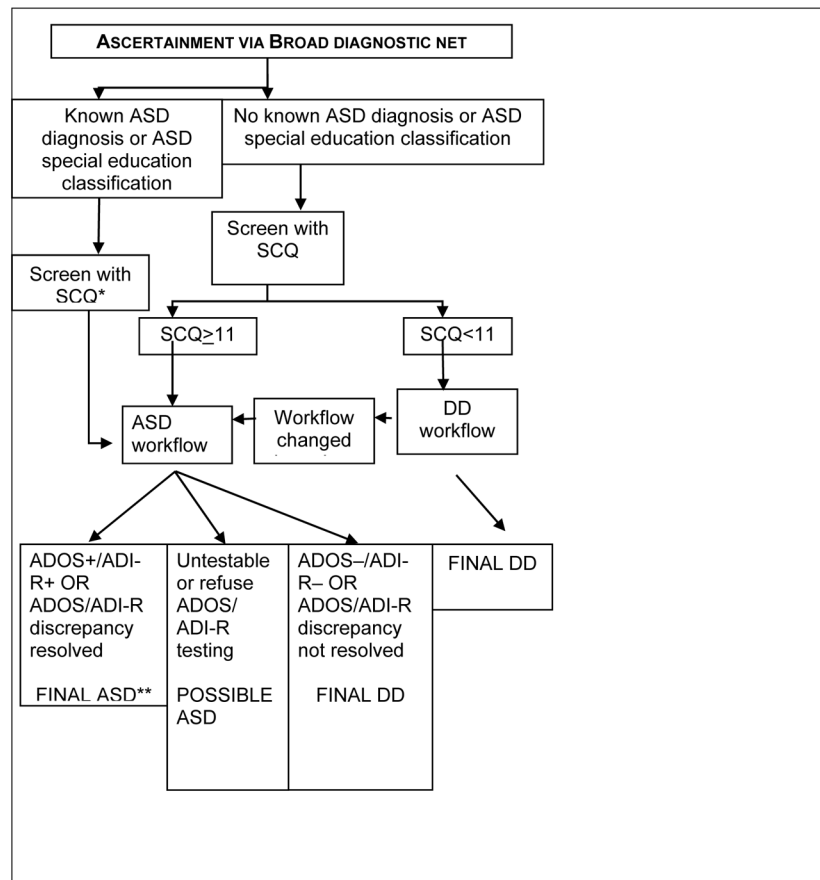 ASCERTAINMENT VIA BROAD DIAGNOSTIC NET
Known ASD
diagnosis or ASD
special education
classification
No known ASD diagnosis or ASD
special education classification
Screen with
SCQ
Screen with
SCQ*
SCQ≥11
SCQ<11
ASD
workflow
Workflow
changed
DD
workflow
ADOS+/ADI-
R+ OR
ADOS/ADI-R
discrepancy
resolved
FINAL ASD**
Untestable
or refuse
ADOS/
ADI-R
testing
POSSIBLE
ASD
ADOS–/ADI-
R– OR
ADOS/ADI-R
discrepancy
not resolved
FINAL DD
FINAL DD